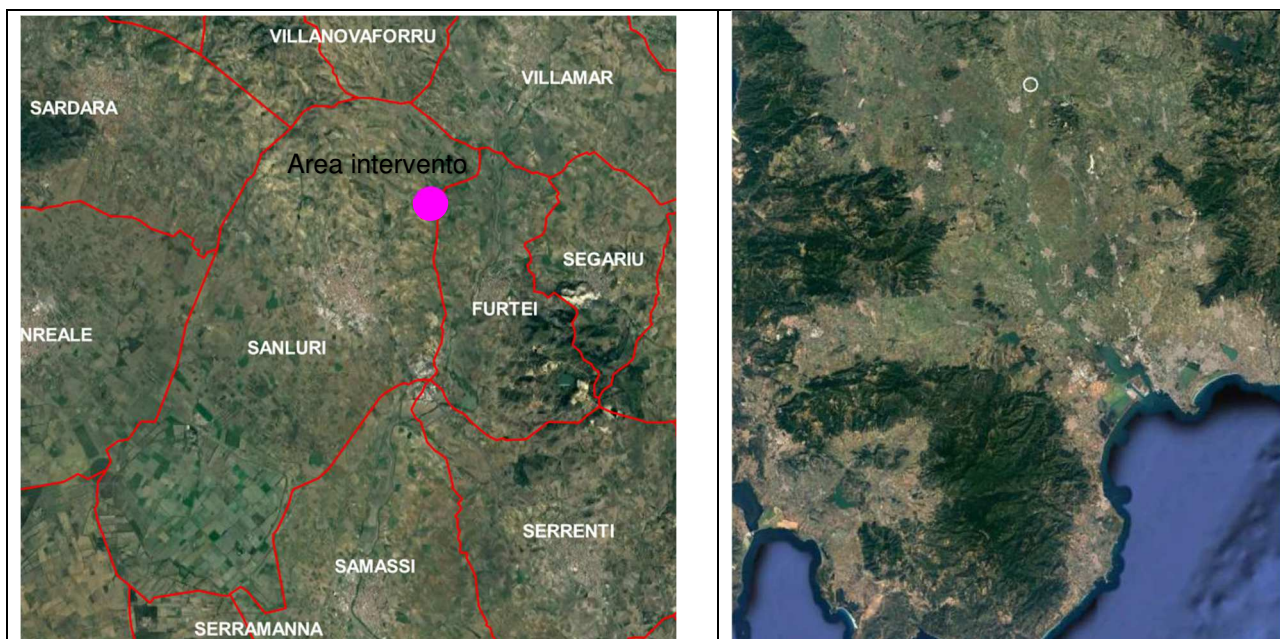 VILLANOVAFORRU
VILLAMAR
SARDARA
Area intervento
SEGARIU
FURTEI
NREALE
SANLURI
SERRENTI
SAMASSI
SERRAMANNA